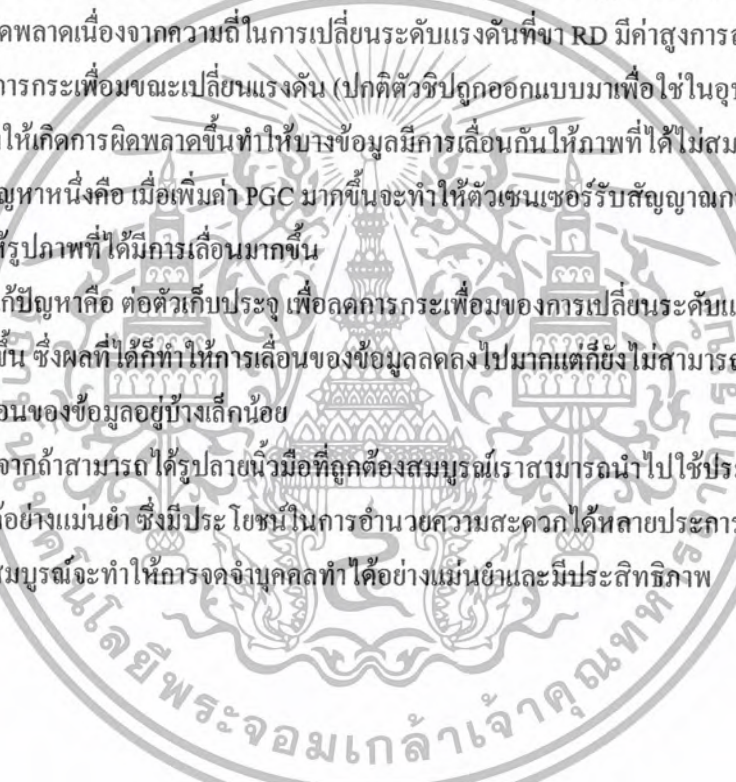 ดพลาดเนื่องจากความถี่ในการเปลี่ยนระดับแรงดันที่ขา RD มีค่าสูงการ
การกระเพื่อมขณะเปลี่ยนแรงดัน (ปกติตัวชิปถูกออกแบบมาเพื่อใช่ในอุป
ให้เกิดการผิดพลาดขึ้นทำให้บางข้อมูลมีการเลื่อนกันให้ภาพที่ได้ไม่สม
ญหาหนึ่งคือ เมื่อเพิ่มค่า PGC มากขึ้นจะทำให้ตัวเซนเซอร์รับสัญญาณ
ห้รูปภาพที่ได้มีการเลื่อนมากขึ้น
ก้ปัญหาคือ ต่อตัวเก็บประจุ เพื่อลดการกระเพื่อมของการเปลี่ยนระดับแ
ขึ้น ซึ่งผลที่ได้ก็ทำให้การเลื่อนของข้อมูลลดลงไปมากแต่ก็ยังไม่สามารถ
อนของข้อมูลอยู่บ้างเล็กน้อย
จากถ้าสามารถได้รูปลายนิ้วมือที่ถูกต้องสมบูรณ์เราสามารถนำไปใช้ประ
ด้อย่างแม่นยำ ซึ่งมีประโยชน์ในการอำนวยความสะดวกได้หลายประการ
สมบูรณ์จะทำให้การจดจำบุคคลทำได้อย่างแม่นยำและมีประสิทธิภาพ
คโนโลยีพระจอมเกล้าเจ้าคุณทหาร